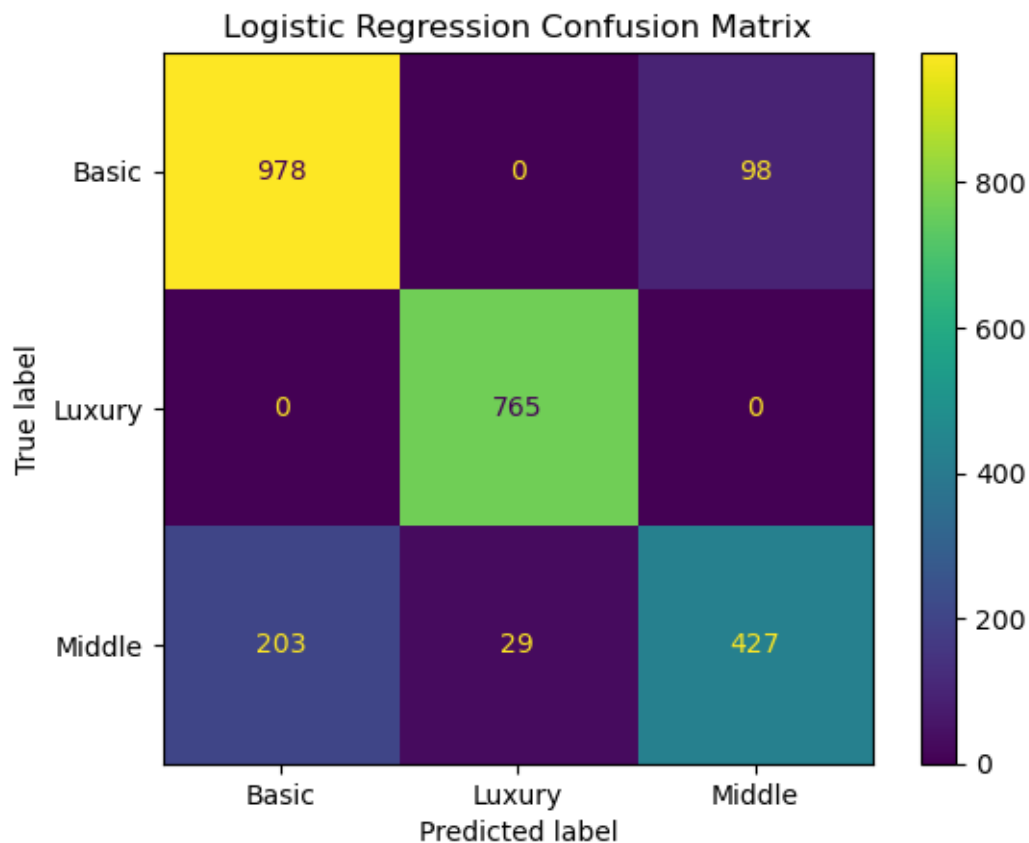 Logistic Regression Confusion Matrix
Basic 978 0 98
Luxury 0 765 0
Middle 203 29 427
Basic Luxury Middle
Predicted label
True label
800
600
400
200
0